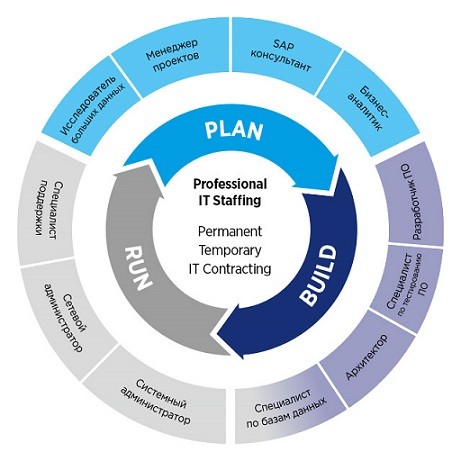 Менеджер
проектов
SAP
консультант
Бизнес-
аналитик
Исследователь
больших данных
PLAN
Разработчик ПО
Специалист
поддержки
Professional
IT Staffing
Permanent
Temporary
IT Contracting
RUN
BUILD
Специалист
по тестированию
ПО
Сетевой
администратор
Архитектор
Системный
администратор
Специалист
по базам данных